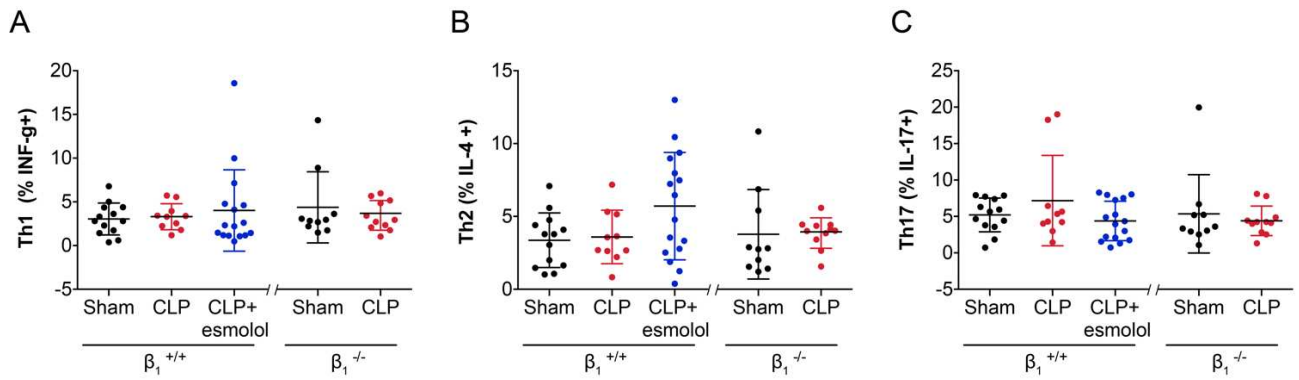 A
Th1 (% INF-g+)
20
15
10
5
0
-5
Sham
CLP
CLP+
esmolol
Sham
CLP
β1 +/+
β1 -/-
B
Th2 (% IL-4 +)
15
10
5
0
Sham
CLP
CLP+
esmolol
Sham
CLP
β1 +/+
β1 -/-
C
Th17 (% IL-17+)
25
20
15
10
5
0
-5
Sham
CLP
CLP+
esmolol
Sham
CLP
β1 +/+
β1 -/-